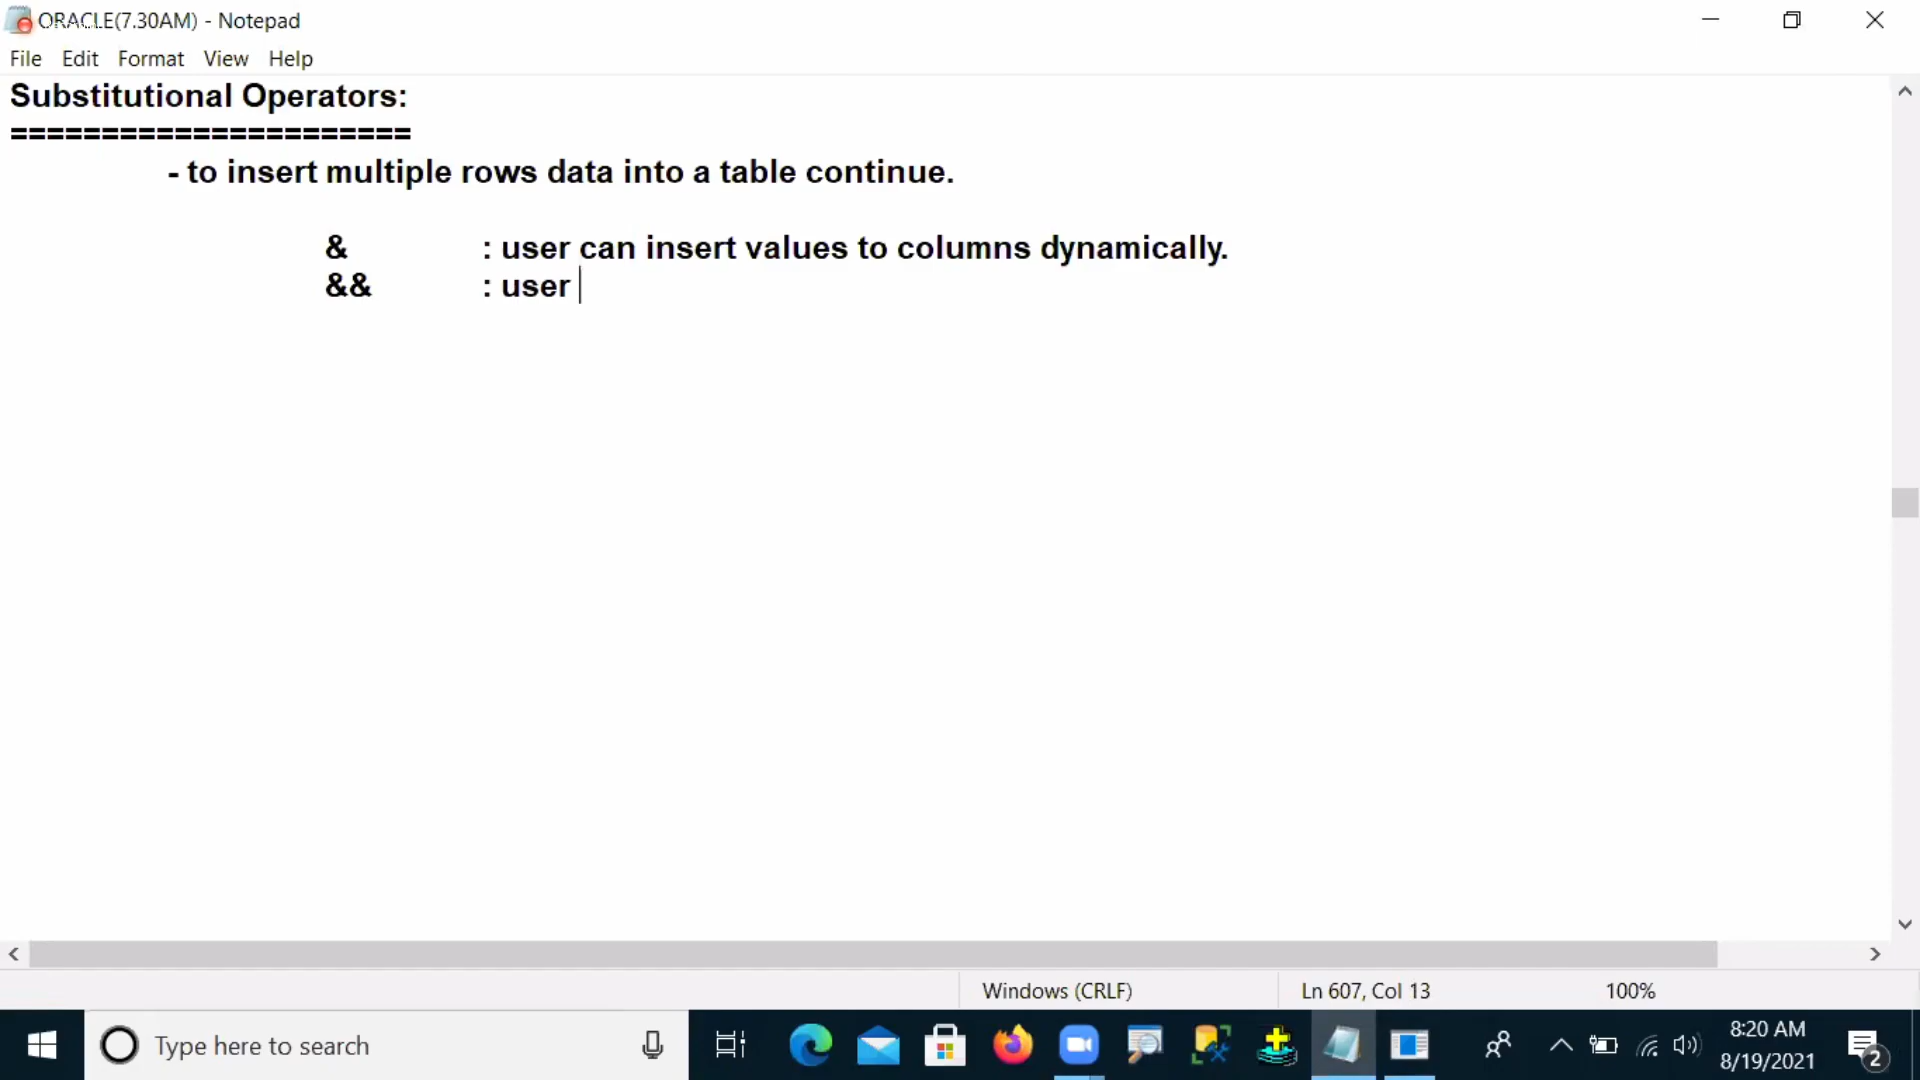 ORACLE(7.30AM) - Notepad
File Edit Format View Help
Substitutional Operators:
======================
- to insert multiple rows data into a table continue.
& : user can insert values to columns dynamically.
&& : user
Windows (CRLF) Ln 607, Col 13 100%
Type here to search
8:20 AM
8/19/2021
2